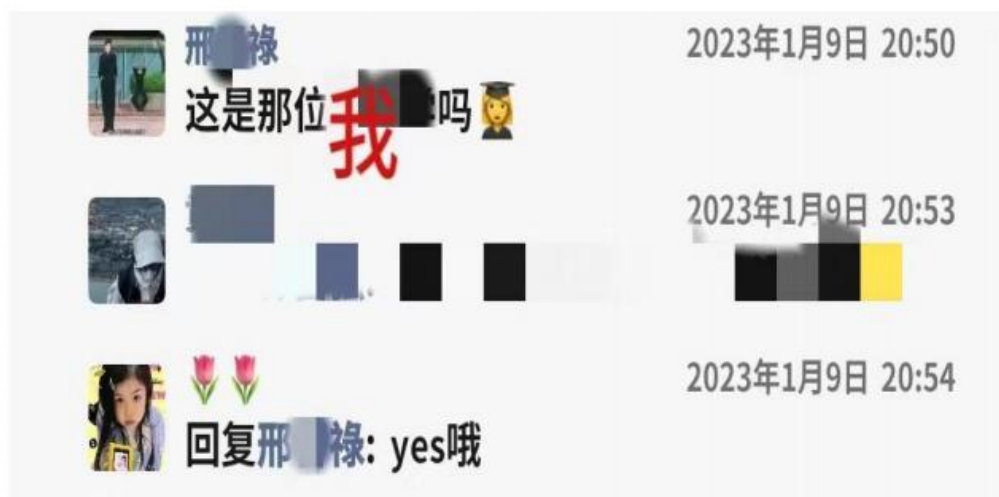 邢 祿
2023年1月9日 20:50
这是那位我 吗👩‍🎓
2023年1月9日 20:53
🌷🌷
2023年1月9日 20:54
回复邢 祿: yes哦